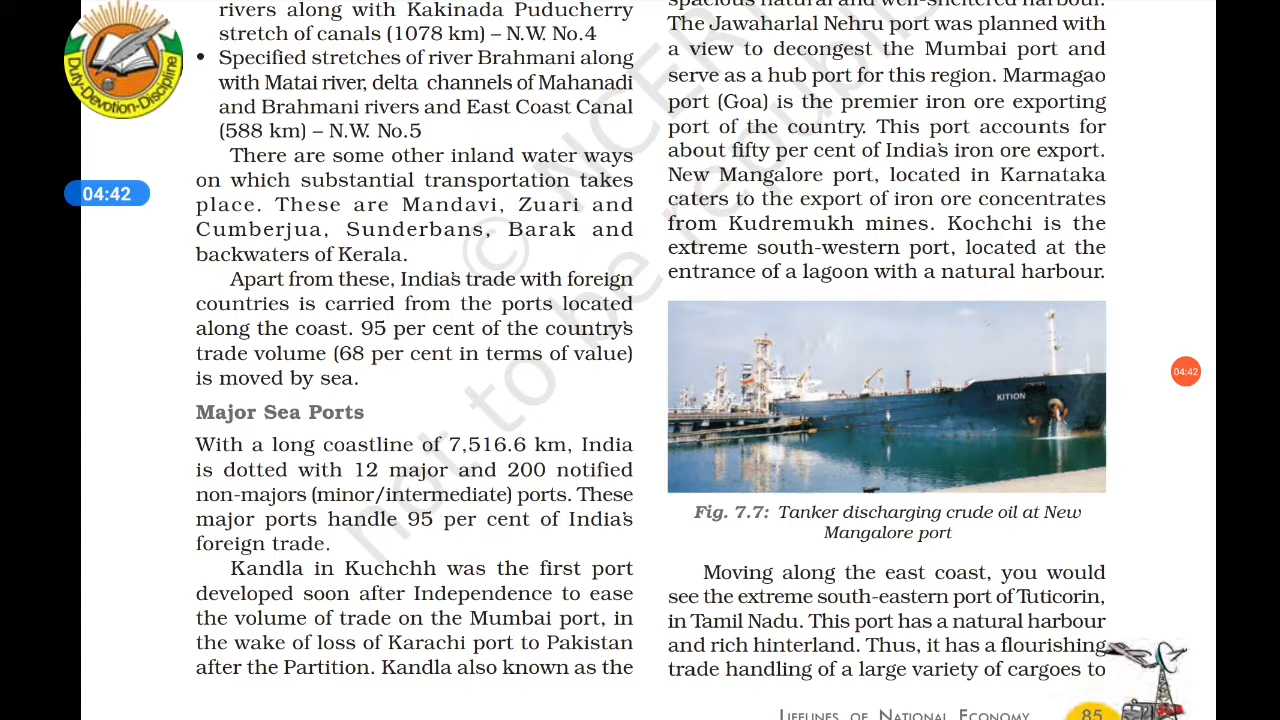 Duty-Devotion-Discipline
04:42
rivers along with Kakinada Puducherry
stretch of canals (1078 km) – N.W. No.4
• Specified stretches of river Brahmani along
with Matai river, delta channels of Mahanadi
and Brahmani rivers and East Coast Canal
(588 km) – N.W. No.5
There are some other inland water ways
on which substantial transportation takes
place. These are Mandavi, Zuari and
Cumberjua, Sunderbans, Barak and
backwaters of Kerala.
Apart from these, India's trade with foreign
countries is carried from the ports located
along the coast. 95 per cent of the country's
trade volume (68 per cent in terms of value)
is moved by sea.
Major Sea Ports
With a long coastline of 7,516.6 km, India
is dotted with 12 major and 200 notified
non-majors (minor/intermediate) ports. These
major ports handle 95 per cent of India's
foreign trade.
Kandla in Kuchchh was the first port
developed soon after Independence to ease
the volume of trade on the Mumbai port, in
the wake of loss of Karachi port to Pakistan
after the Partition. Kandla also known as the
spacious natural and well-sheltered harbour.
The Jawaharlal Nehru port was planned with
a view to decongest the Mumbai port and
serve as a hub port for this region. Marmagao
port (Goa) is the premier iron ore exporting
port of the country. This port accounts for
about fifty per cent of India's iron ore export.
New Mangalore port, located in Karnataka
caters to the export of iron ore concentrates
from Kudremukh mines. Kochchi is the
extreme south-western port, located at the
entrance of a lagoon with a natural harbour.
KITION
Fig. 7.7: Tanker discharging crude oil at New
Mangalore port
Moving along the east coast, you would
see the extreme south-eastern port of Tuticorin,
in Tamil Nadu. This port has a natural harbour
and rich hinterland. Thus, it has a flourishing
trade handling of a large variety of cargoes to
04:42
LIFELINES OF NATIONAL ECONOMY 85
© NCER
not to be republi